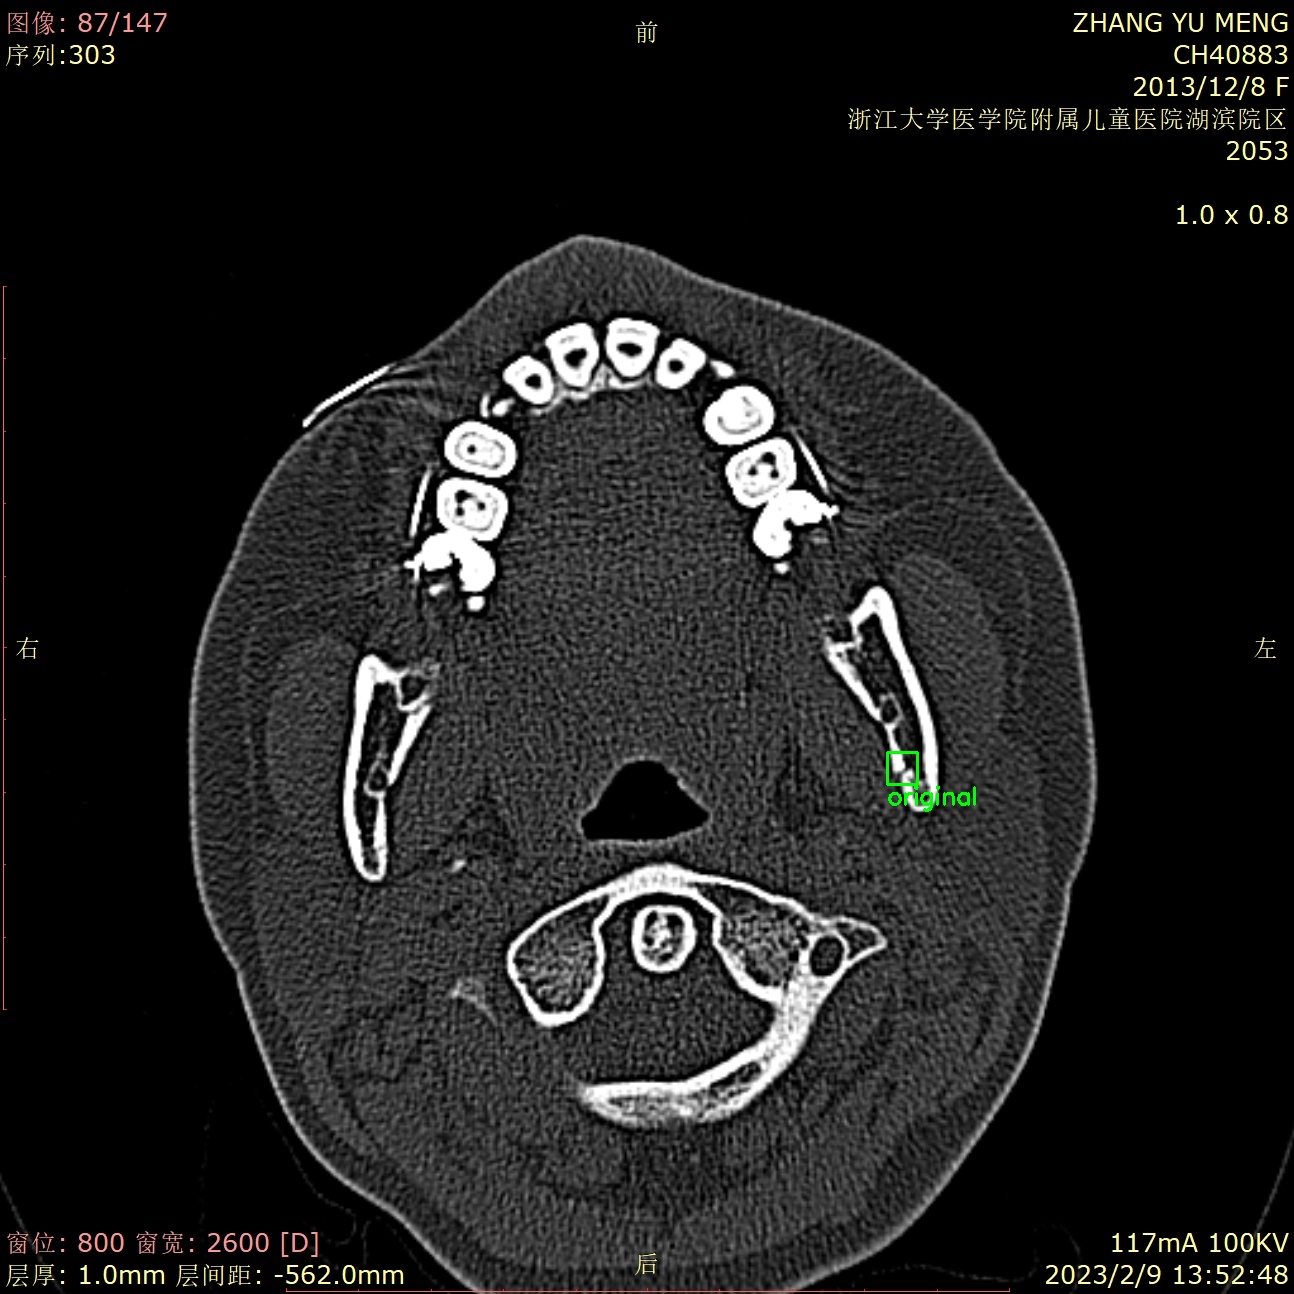 图像: 87/147
序列:303
前
ZHANG YU MENG
CH40883
2013/12/8 F
浙江大学医学院附属儿童医院湖滨院区
2053
1.0 x 0.8
右
左
original
窗位: 800 窗宽: 2600 [D]
层厚: 1.0mm 层间距: -562.0mm
后
117mA 100KV
2023/2/9 13:52:48